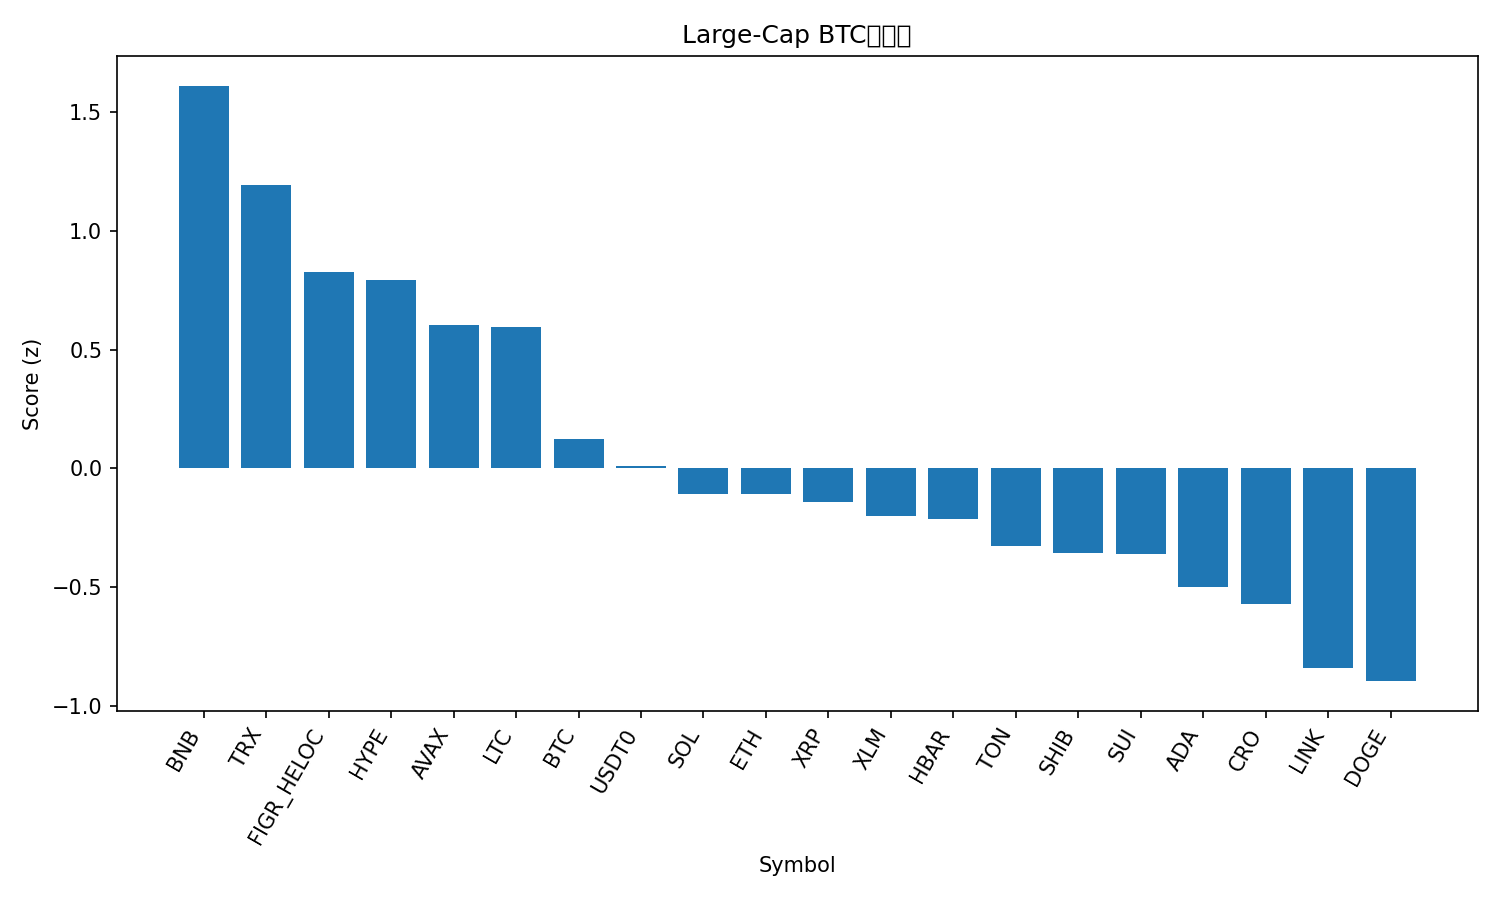 Large-Cap BTC
Score (z)
1.5
1.0
0.5
0.0
−0.5
−1.0
BNB
TRX
FIGR_HELOC
HYPE
AVAX
LTC
BTC
USDT0
SOL
ETH
XRP
XLM
HBAR
TON
SHIB
SUI
ADA
CRO
LINK
DOGE
Symbol